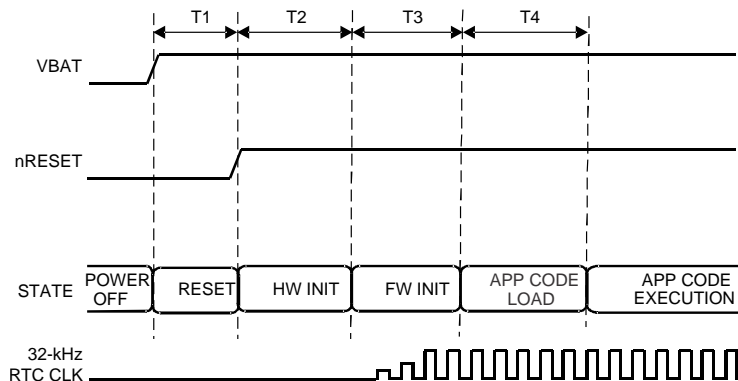 T1 T2 T3 T4
VBAT
nRESET
STATE
POWER
OFF
RESET
HW INIT
FW INIT
APP CODE
LOAD
APP CODE
EXECUTION
32-kHz
RTC CLK